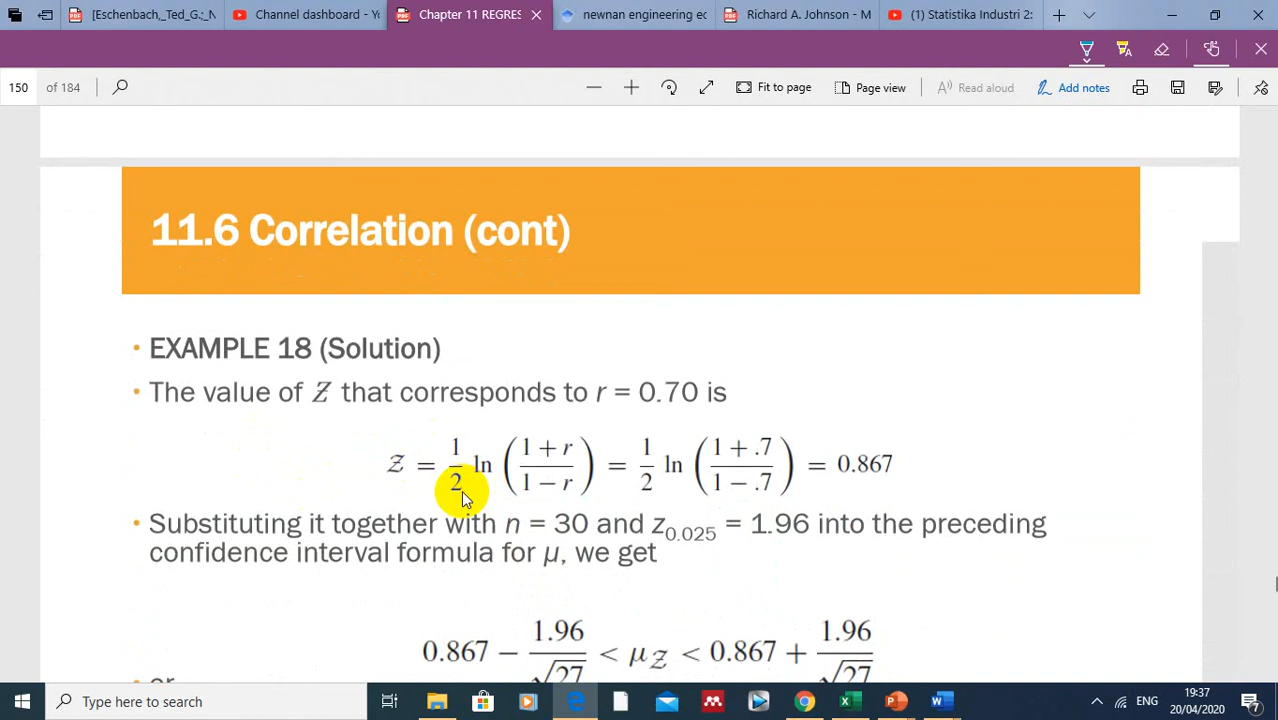 [Eschenbach,_Ted_G.;_N
Channel dashboard - Yo
Chapter 11 REGRES
newnan engineering ec
Richard A. Johnson - M
(1) Statistika Industri 2:
150 of 184
Fit to page
Page view
Read aloud
Add notes
11.6 Correlation (cont)
• EXAMPLE 18 (Solution)
• The value of Z that corresponds to r = 0.70 is
Z = 1/2 ln ( (1 + r)/(1 − r) ) = 1/2 ln ( (1 + .7)/(1 − .7) ) = 0.867
• Substituting it together with n = 30 and z0.025 = 1.96 into the preceding
confidence interval formula for μ, we get
0.867 − 1.96/√27 < μZ < 0.867 + 1.96/√27
• or
Type here to search
ENG
19:37
20/04/2020
7